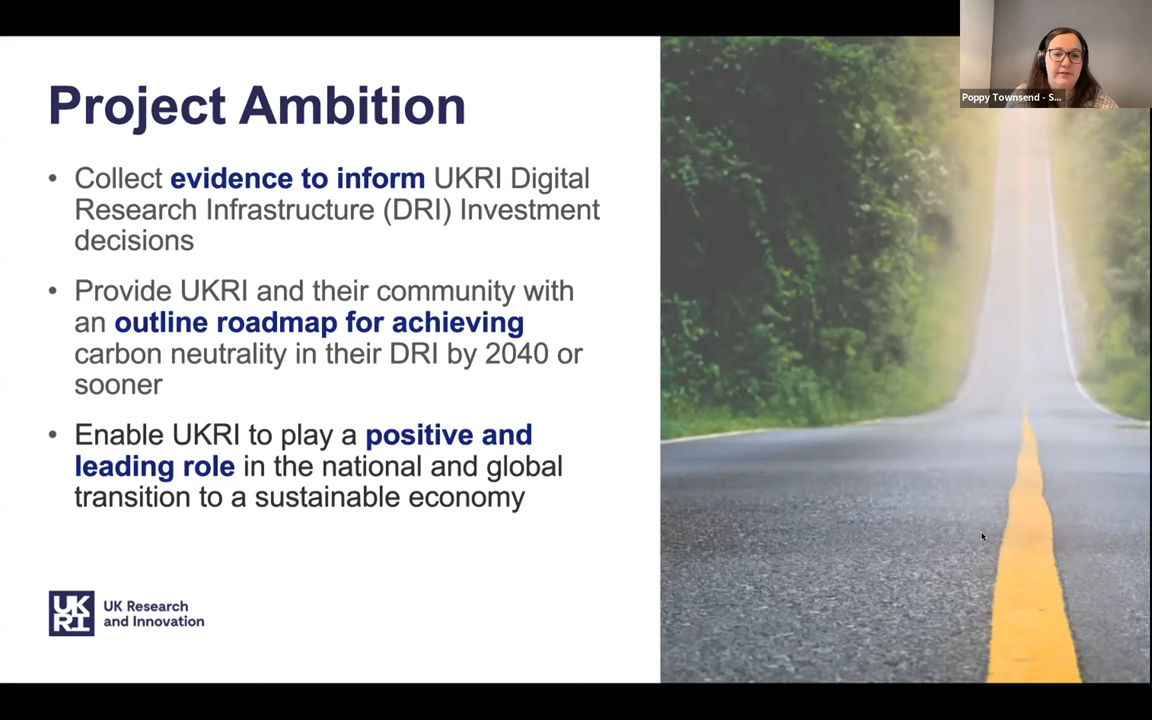 Project Ambition
• Collect evidence to inform UKRI Digital
Research Infrastructure (DRI) Investment
decisions
• Provide UKRI and their community with
an outline roadmap for achieving
carbon neutrality in their DRI by 2040 or
sooner
• Enable UKRI to play a positive and
leading role in the national and global
transition to a sustainable economy
UK
RI
UK Research
and Innovation
Poppy Townsend - S...